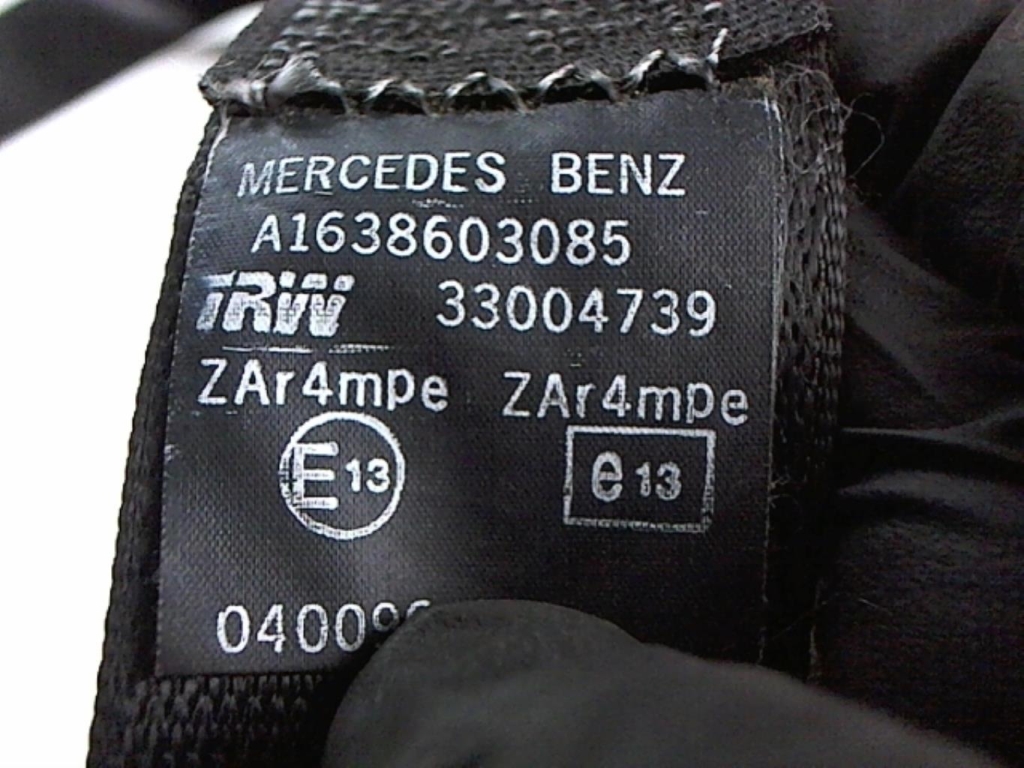 MERCEDES BENZ
A1638603085
TRW 33004739
ZAr4mpe ZAr4mpe
E13 e13